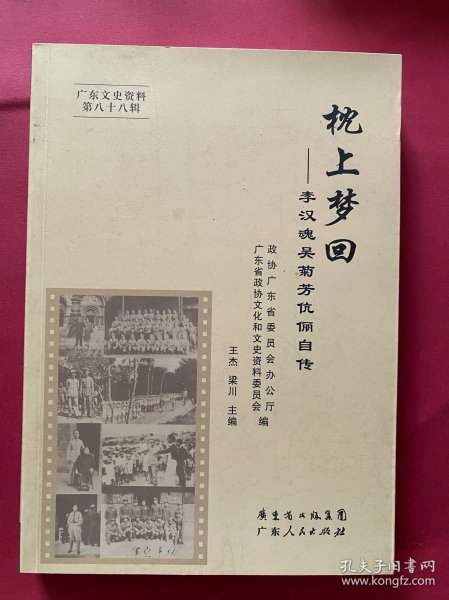 广东文史资料
第八十八辑
枕上梦回
——李汉魂吴菊芳伉俪自传
政协广东省委员会办公厅
广东省政协文化和文史资料委员会 编
王杰 梁川 主编
廣東省出版集團
广东人民出版社
孔夫子旧书网
www.kongfz.com